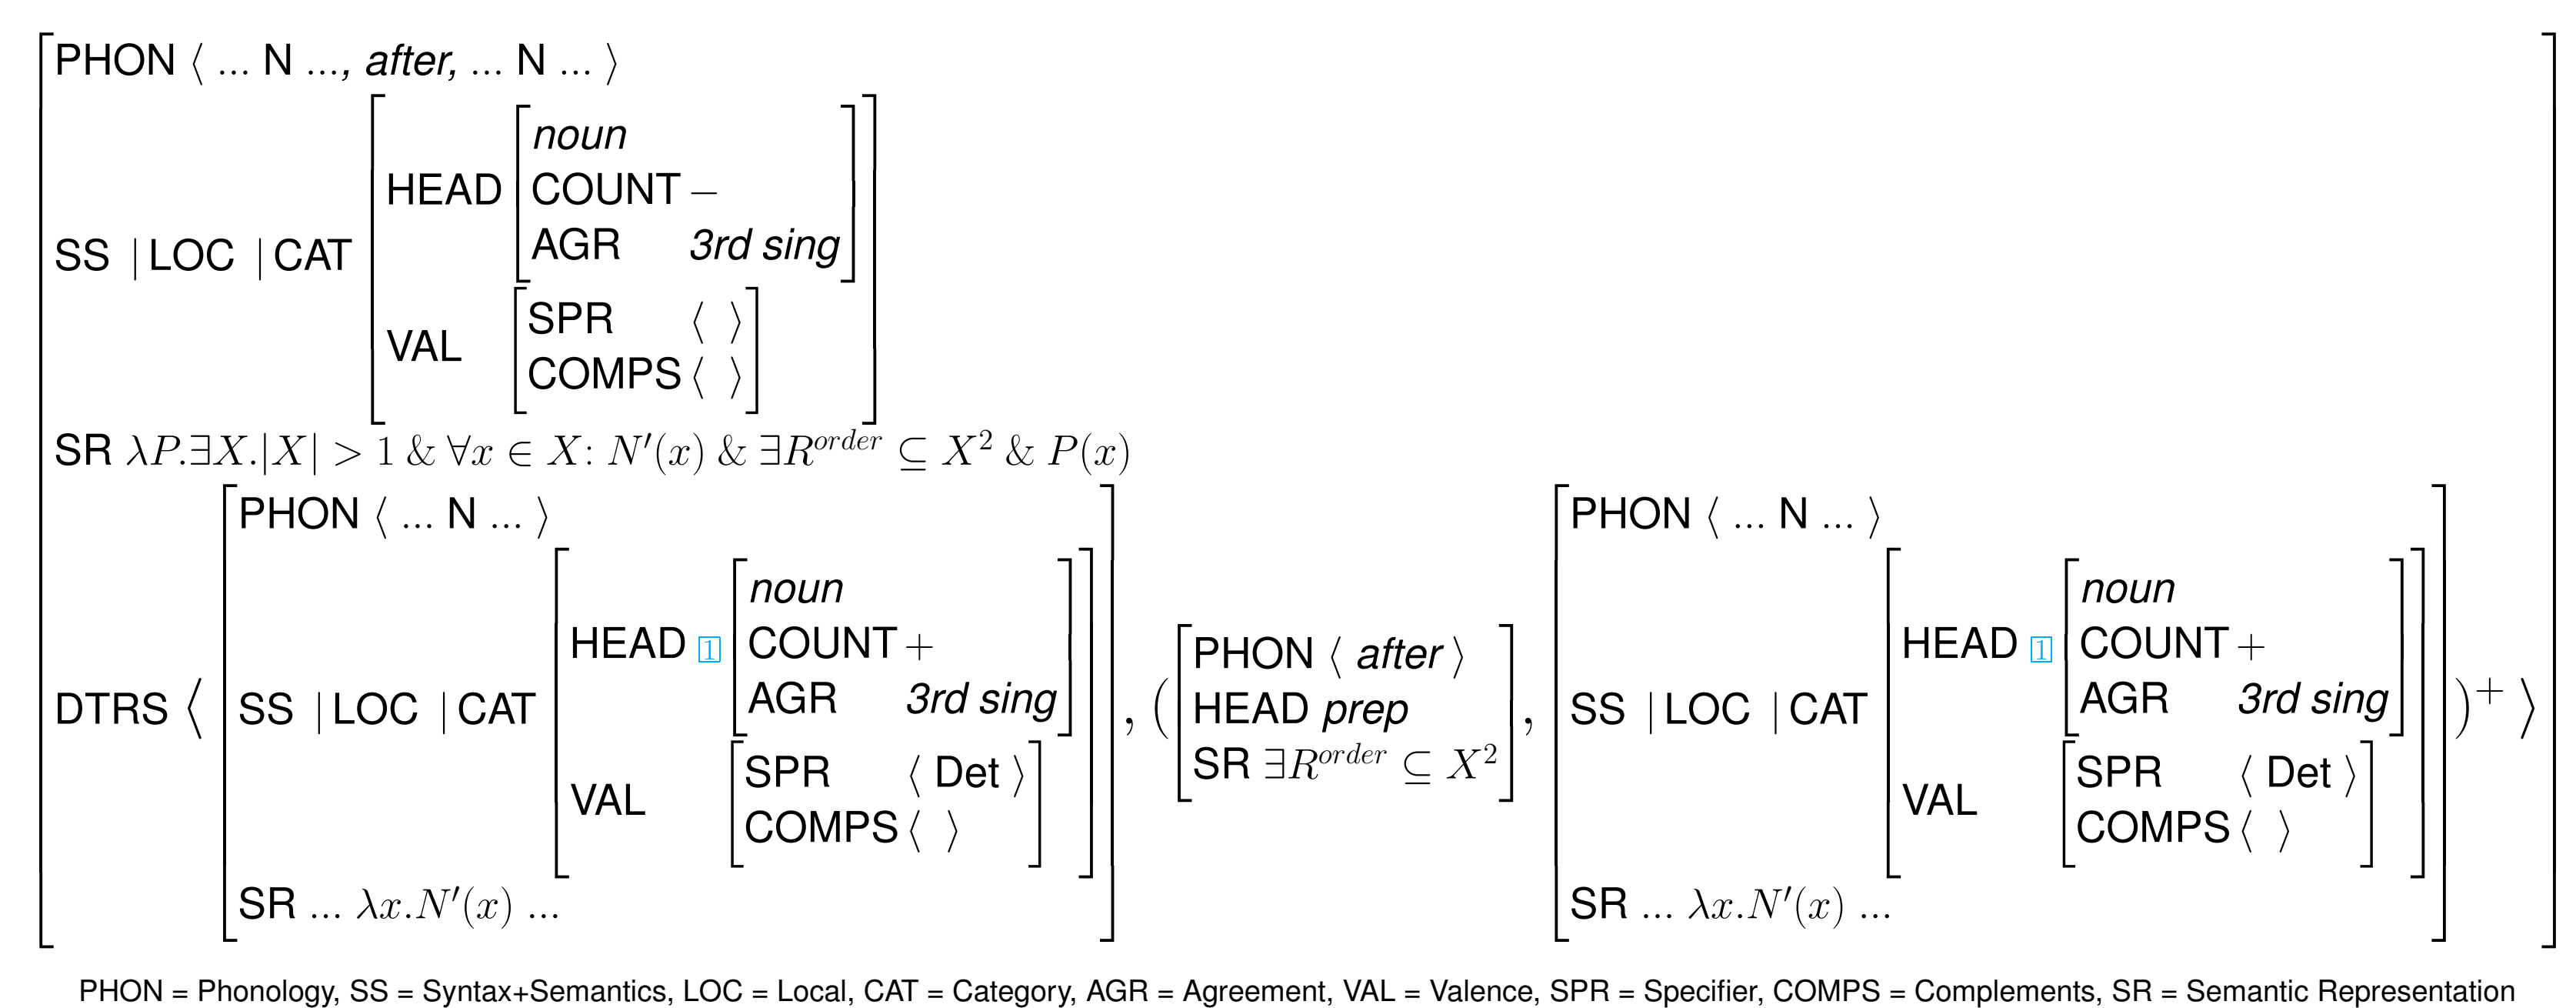 PHON ⟨ ... N ..., after, ... N ... ⟩
noun
HEAD COUNT −
AGR 3rd sing
SS | LOC | CAT
SPR ⟨ ⟩
VAL
COMPS ⟨ ⟩
SR λP.∃X.|X| > 1 & ∀x ∈ X: N′(x) & ∃R^order ⊆ X² & P(x)
PHON ⟨ ... N ... ⟩ PHON ⟨ ... N ... ⟩
noun noun
HEAD 1 COUNT + PHON ⟨ after ⟩ HEAD 1 COUNT +
AGR 3rd sing AGR 3rd sing
DTRS ⟨ SS | LOC | CAT , ( HEAD prep , SS | LOC | CAT )⁺ ⟩
SPR ⟨ Det ⟩ SR ∃R^order ⊆ X² SPR ⟨ Det ⟩
VAL VAL
COMPS ⟨ ⟩ COMPS ⟨ ⟩
SR ... λx.N′(x) ... SR ... λx.N′(x) ...
PHON = Phonology, SS = Syntax+Semantics, LOC = Local, CAT = Category, AGR = Agreement, VAL = Valence, SPR = Specifier, COMPS = Complements, SR = Semantic Representation